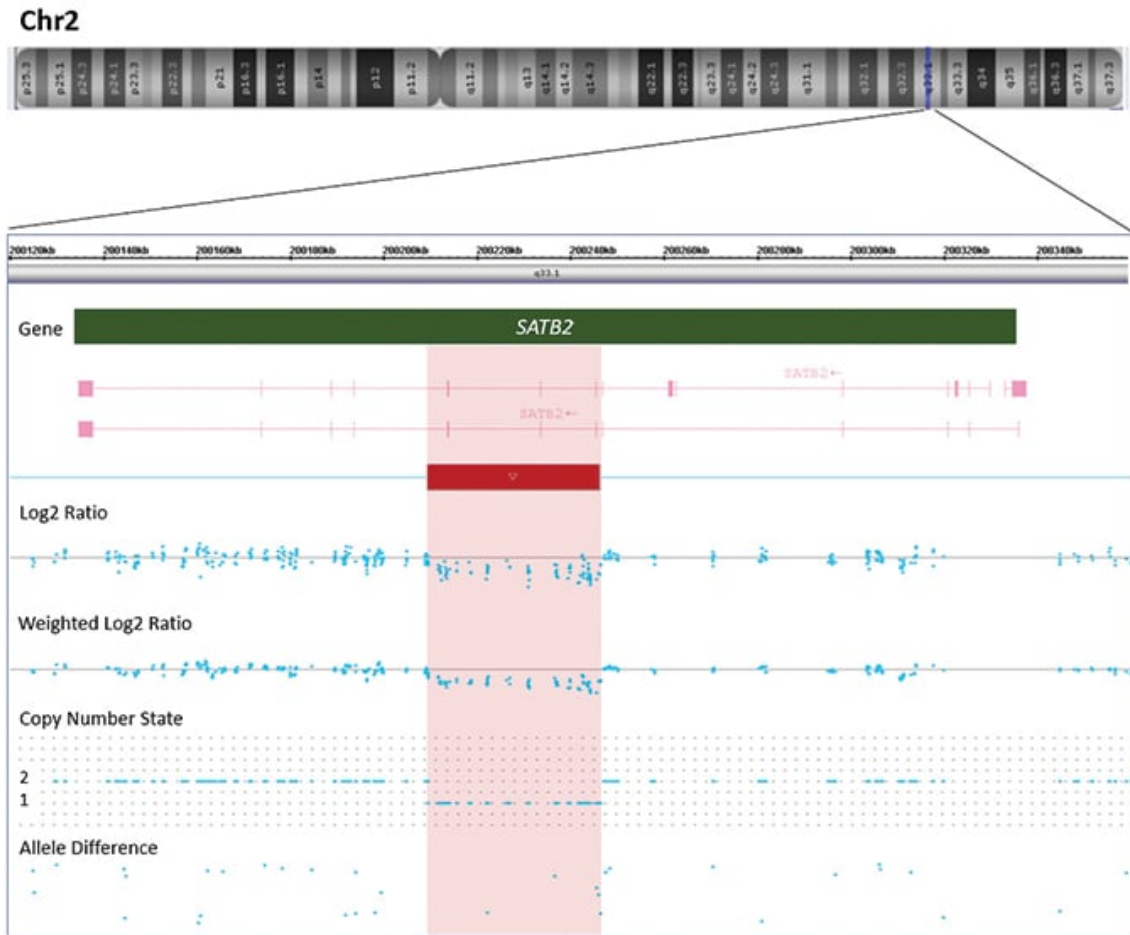 Chr2
p25.3 p25.1 p24.3 p24.1 p23.3 p22.3 p21 p16.3 p16.1 p14 p12 p11.2 q11.2 q13 q14.1 q14.2 q14.3 q22.1 q22.3 q23.3 q24.1 q24.2 q24.3 q31.1 q32.1 q32.3 q33.1 q33.3 q34 q35 q36.1 q36.3 q37.1 q37.3
200120kb 200140kb 200160kb 200180kb 200200kb 200220kb 200240kb 200260kb 200280kb 200300kb 200320kb 200340kb
q33.1
Gene SATB2
SATB2←
SATB2←
Log2 Ratio
Weighted Log2 Ratio
Copy Number State
2
1
Allele Difference